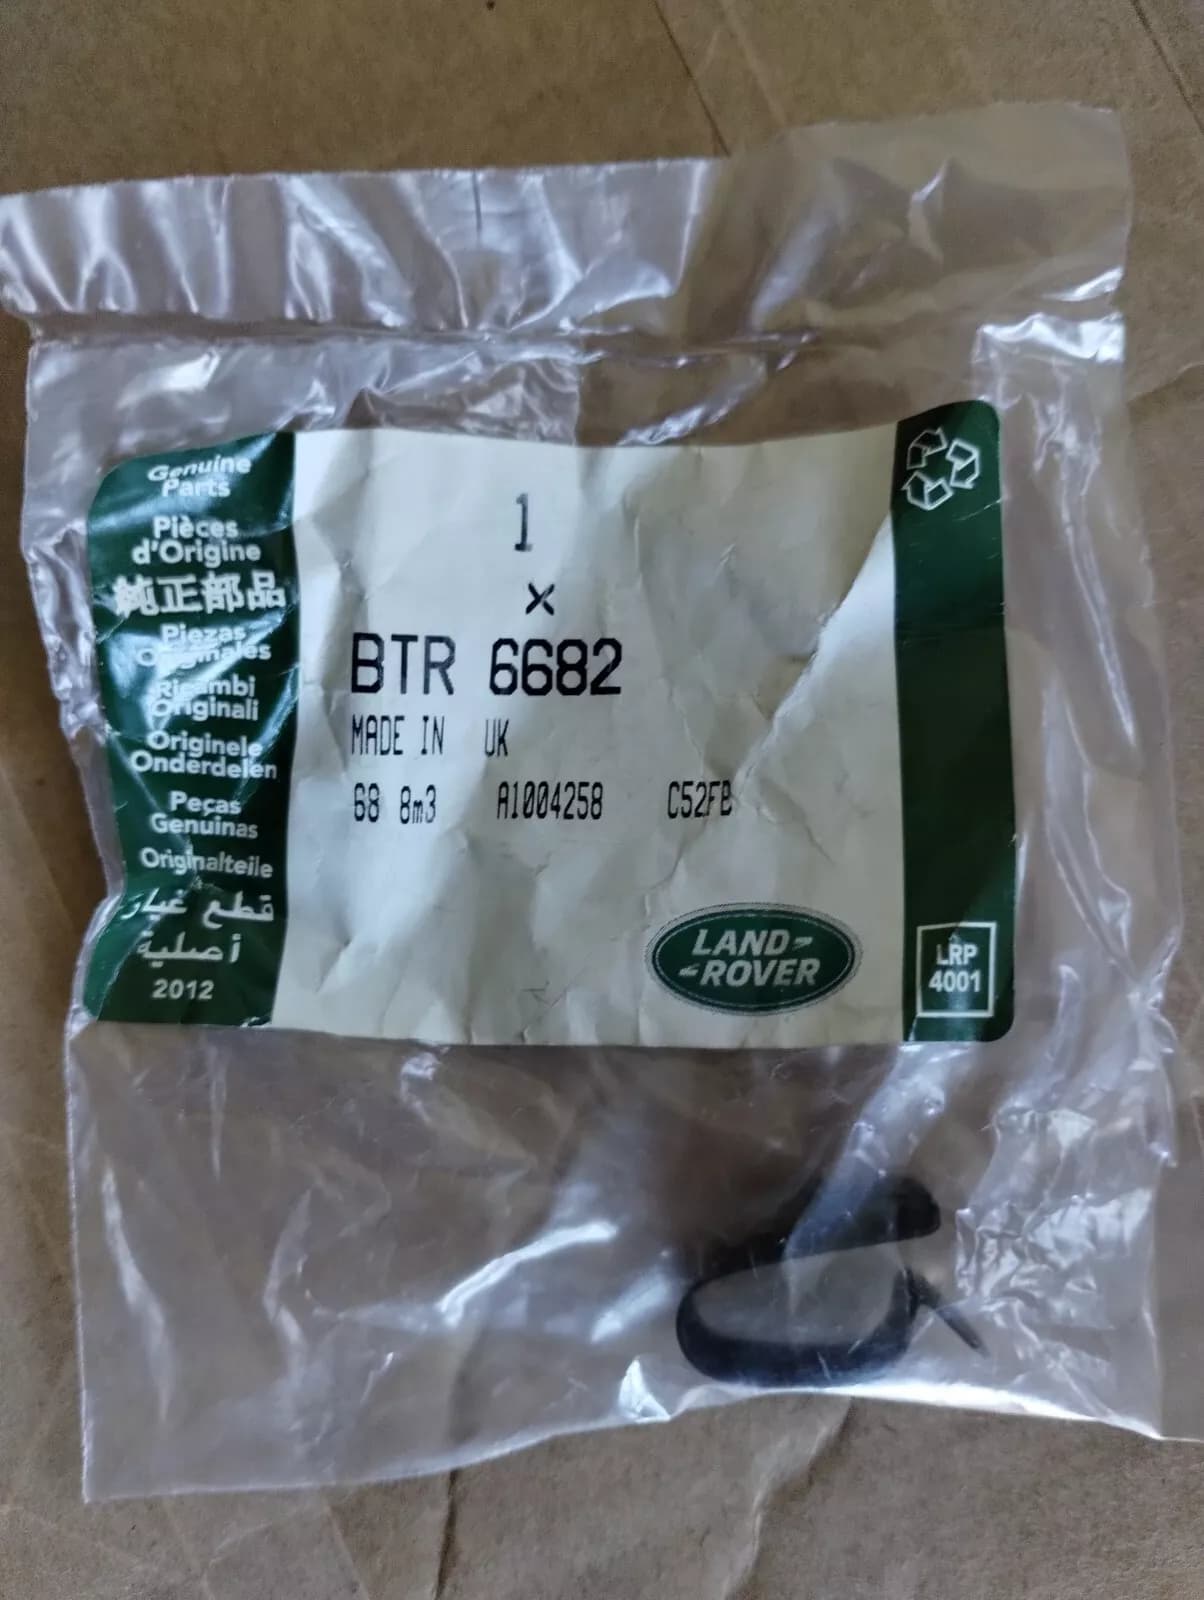 Genuine
Parts
Pièces
d'Origine
純正部品
Piezas
Originales
Ricambi
Originali
Originele
Onderdelen
Peças
Genuinas
Originalteile
قطع غيار
أصلية
2012
1
x
BTR 6682
MADE IN UK
68 8m3 A1004258 C52FB
LAND-
-ROVER
LRP
4001